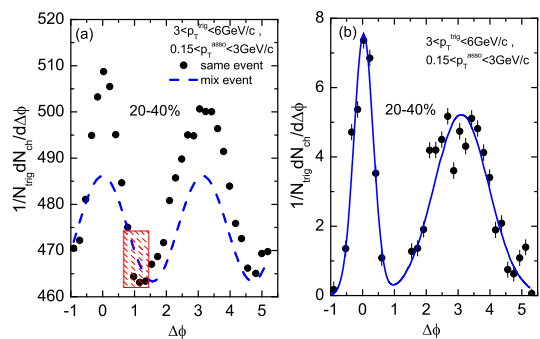 (a)
3<p_T^trig<6GeV/c ,
0.15<p_T^asso<3GeV/c
same event
mix event
20-40%
1/N_trig dN_ch/dΔϕ
520
510
500
490
480
470
460
-1 0 1 2 3 4 5
Δϕ
(b)
3<p_T^trig<6GeV/c ,
0.15<p_T^asso<3GeV/c
20-40%
1/N_trig dN_ch/dΔϕ
8
6
4
2
0
-1 0 1 2 3 4 5
Δϕ